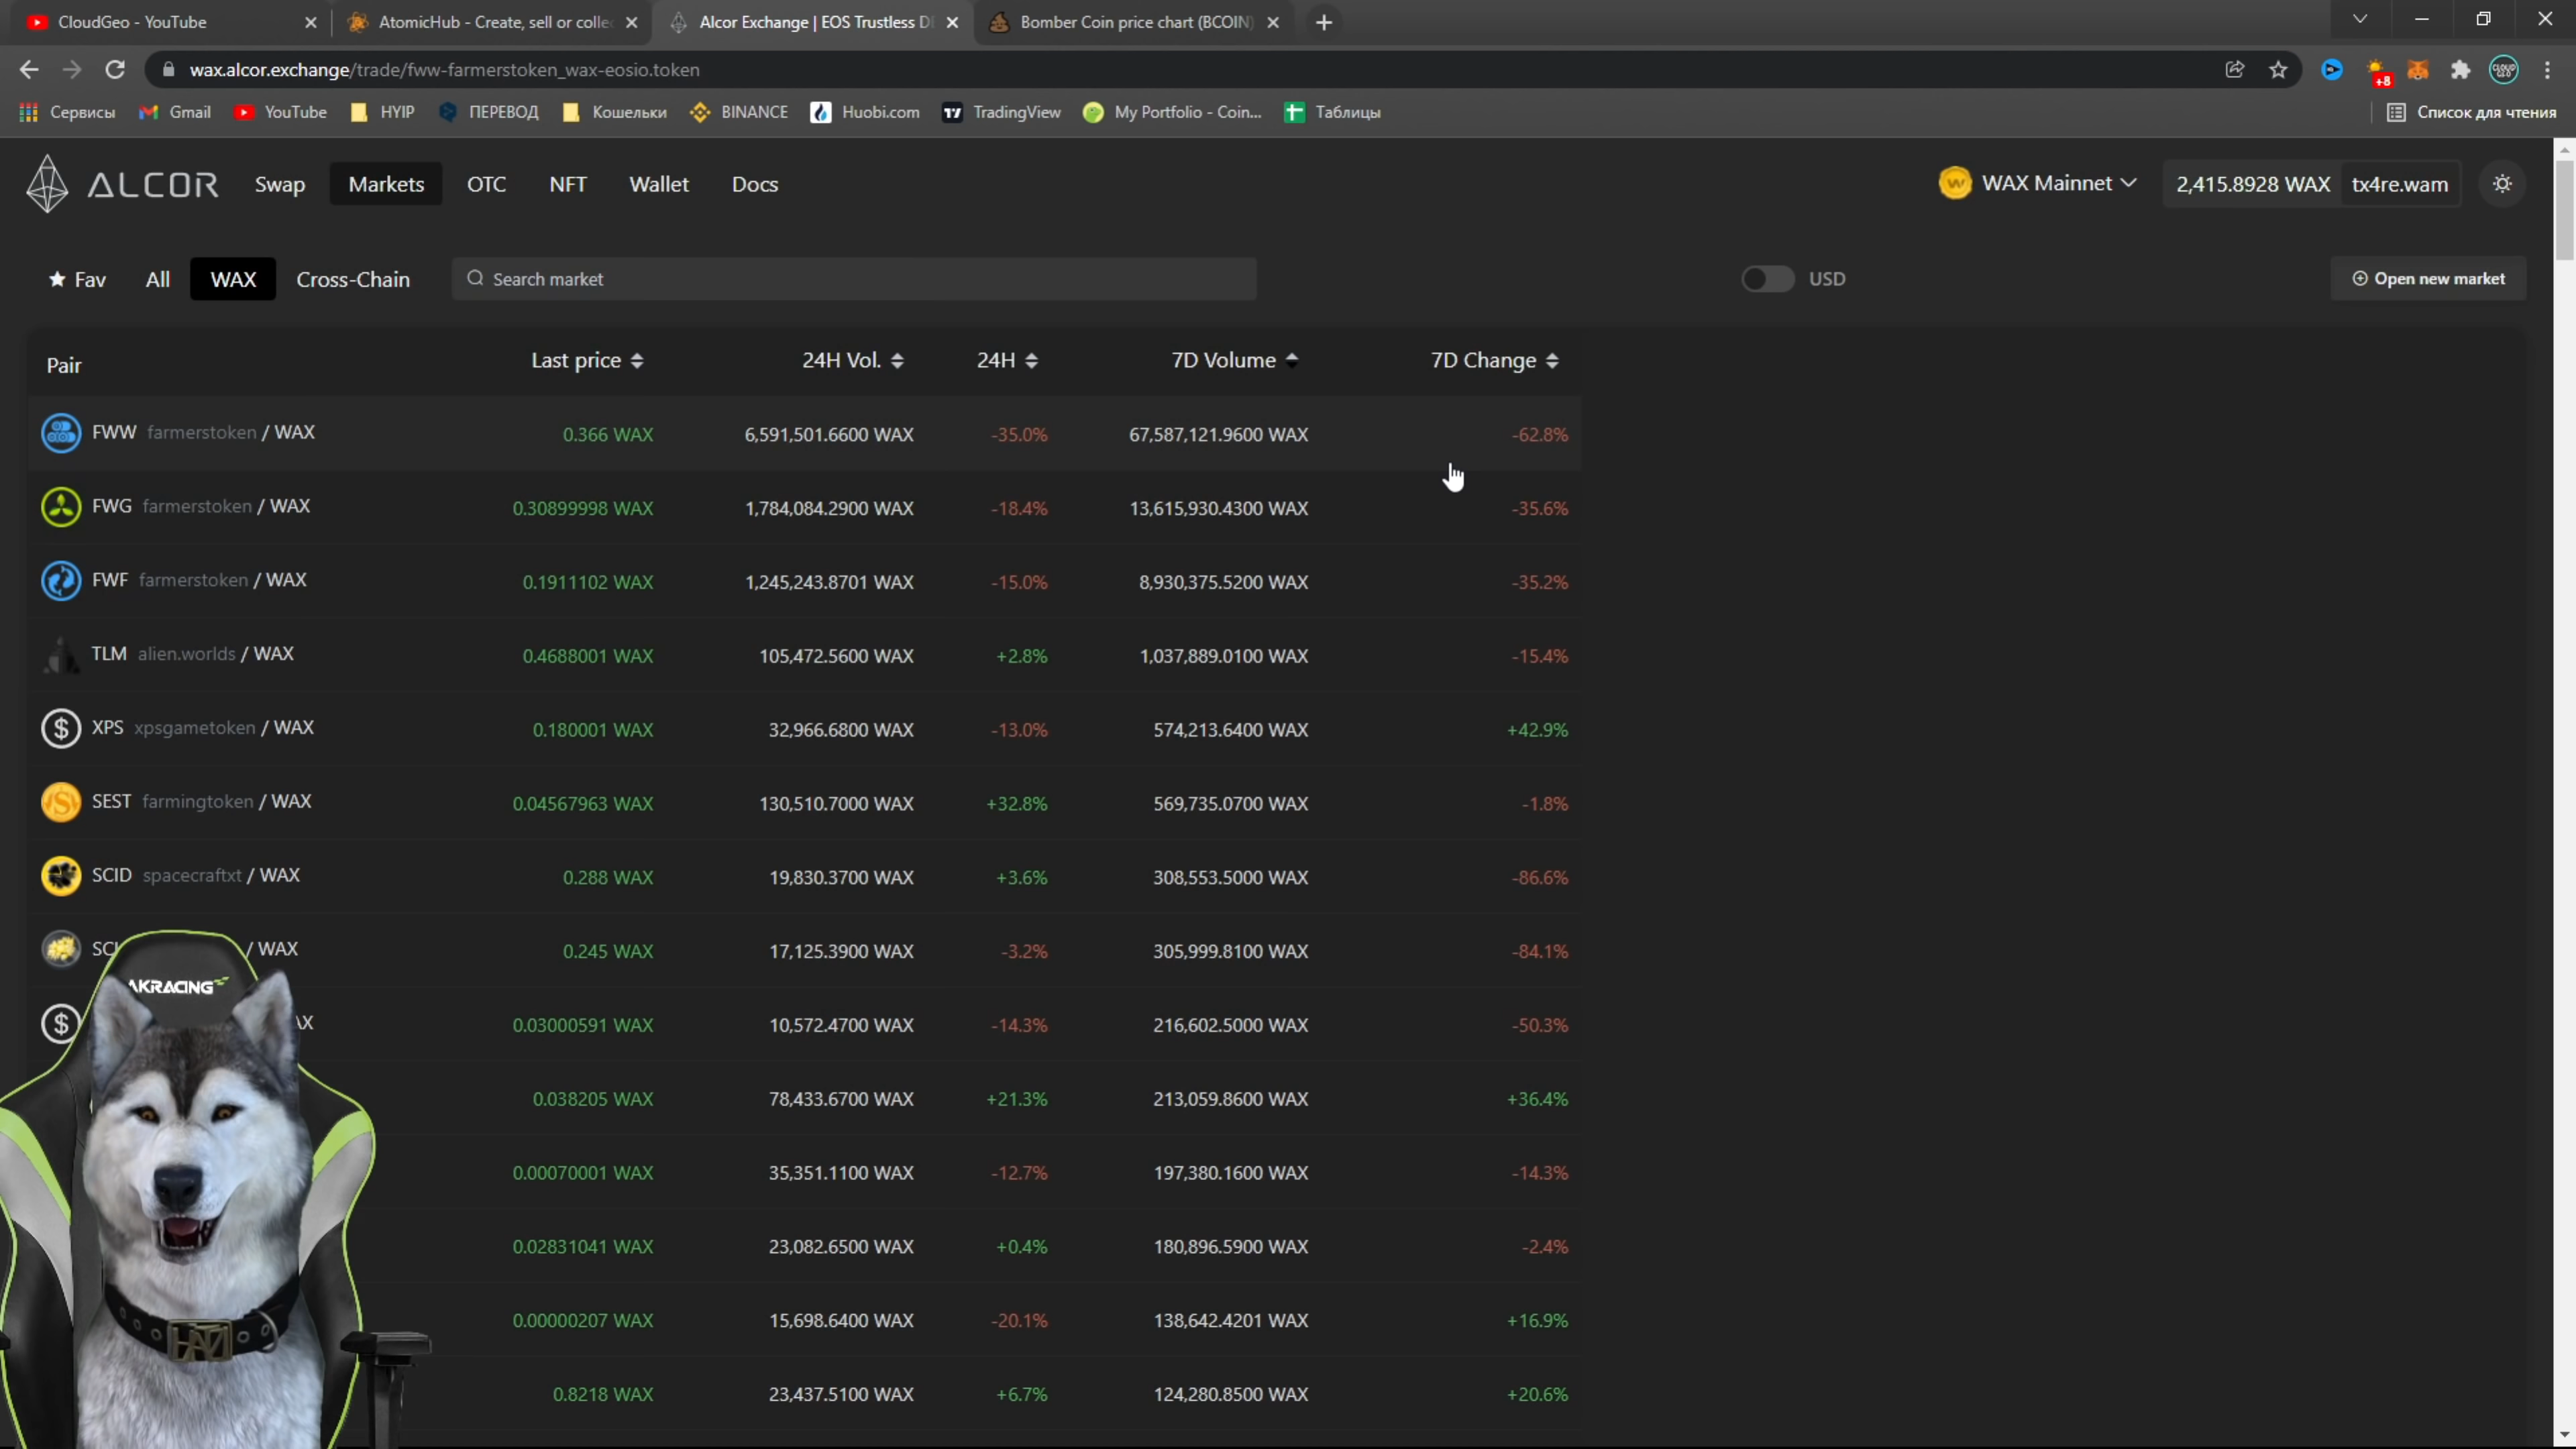 CloudGeo - YouTube
AtomicHub - Create, sell or colle
Alcor Exchange | EOS Trustless D
Bomber Coin price chart (BCOIN)
wax.alcor.exchange/trade/fww-farmerstoken_wax-eosio.token
+8
CLOUD GEO
Сервисы Gmail YouTube HYIP ПЕРЕВОД Кошельки BINANCE Huobi.com TradingView My Portfolio - Coin... Таблицы Список для чтения
ALCOR Swap Markets OTC NFT Wallet Docs WAX Mainnet 2,415.8928 WAX tx4re.wam
Fav All WAX Cross-Chain Search market USD Open new market
Pair Last price 24H Vol. 24H 7D Volume 7D Change
FWW farmerstoken / WAX 0.366 WAX 6,591,501.6600 WAX -35.0% 67,587,121.9600 WAX -62.8%
FWG farmerstoken / WAX 0.30899998 WAX 1,784,084.2900 WAX -18.4% 13,615,930.4300 WAX -35.6%
FWF farmerstoken / WAX 0.1911102 WAX 1,245,243.8701 WAX -15.0% 8,930,375.5200 WAX -35.2%
TLM alien.worlds / WAX 0.4688001 WAX 105,472.5600 WAX +2.8% 1,037,889.0100 WAX -15.4%
XPS xpsgametoken / WAX 0.180001 WAX 32,966.6800 WAX -13.0% 574,213.6400 WAX +42.9%
SEST farmingtoken / WAX 0.04567963 WAX 130,510.7000 WAX +32.8% 569,735.0700 WAX -1.8%
SCID spacecraftxt / WAX 0.288 WAX 19,830.3700 WAX +3.6% 308,553.5000 WAX -86.6%
/ WAX 0.245 WAX 17,125.3900 WAX -3.2% 305,999.8100 WAX -84.1%
AKRACING
0.03000591 WAX 10,572.4700 WAX -14.3% 216,602.5000 WAX -50.3%
0.038205 WAX 78,433.6700 WAX +21.3% 213,059.8600 WAX +36.4%
0.00070001 WAX 35,351.1100 WAX -12.7% 197,380.1600 WAX -14.3%
0.02831041 WAX 23,082.6500 WAX +0.4% 180,896.5900 WAX -2.4%
0.00000207 WAX 15,698.6400 WAX -20.1% 138,642.4201 WAX +16.9%
0.8218 WAX 23,437.5100 WAX +6.7% 124,280.8500 WAX +20.6%